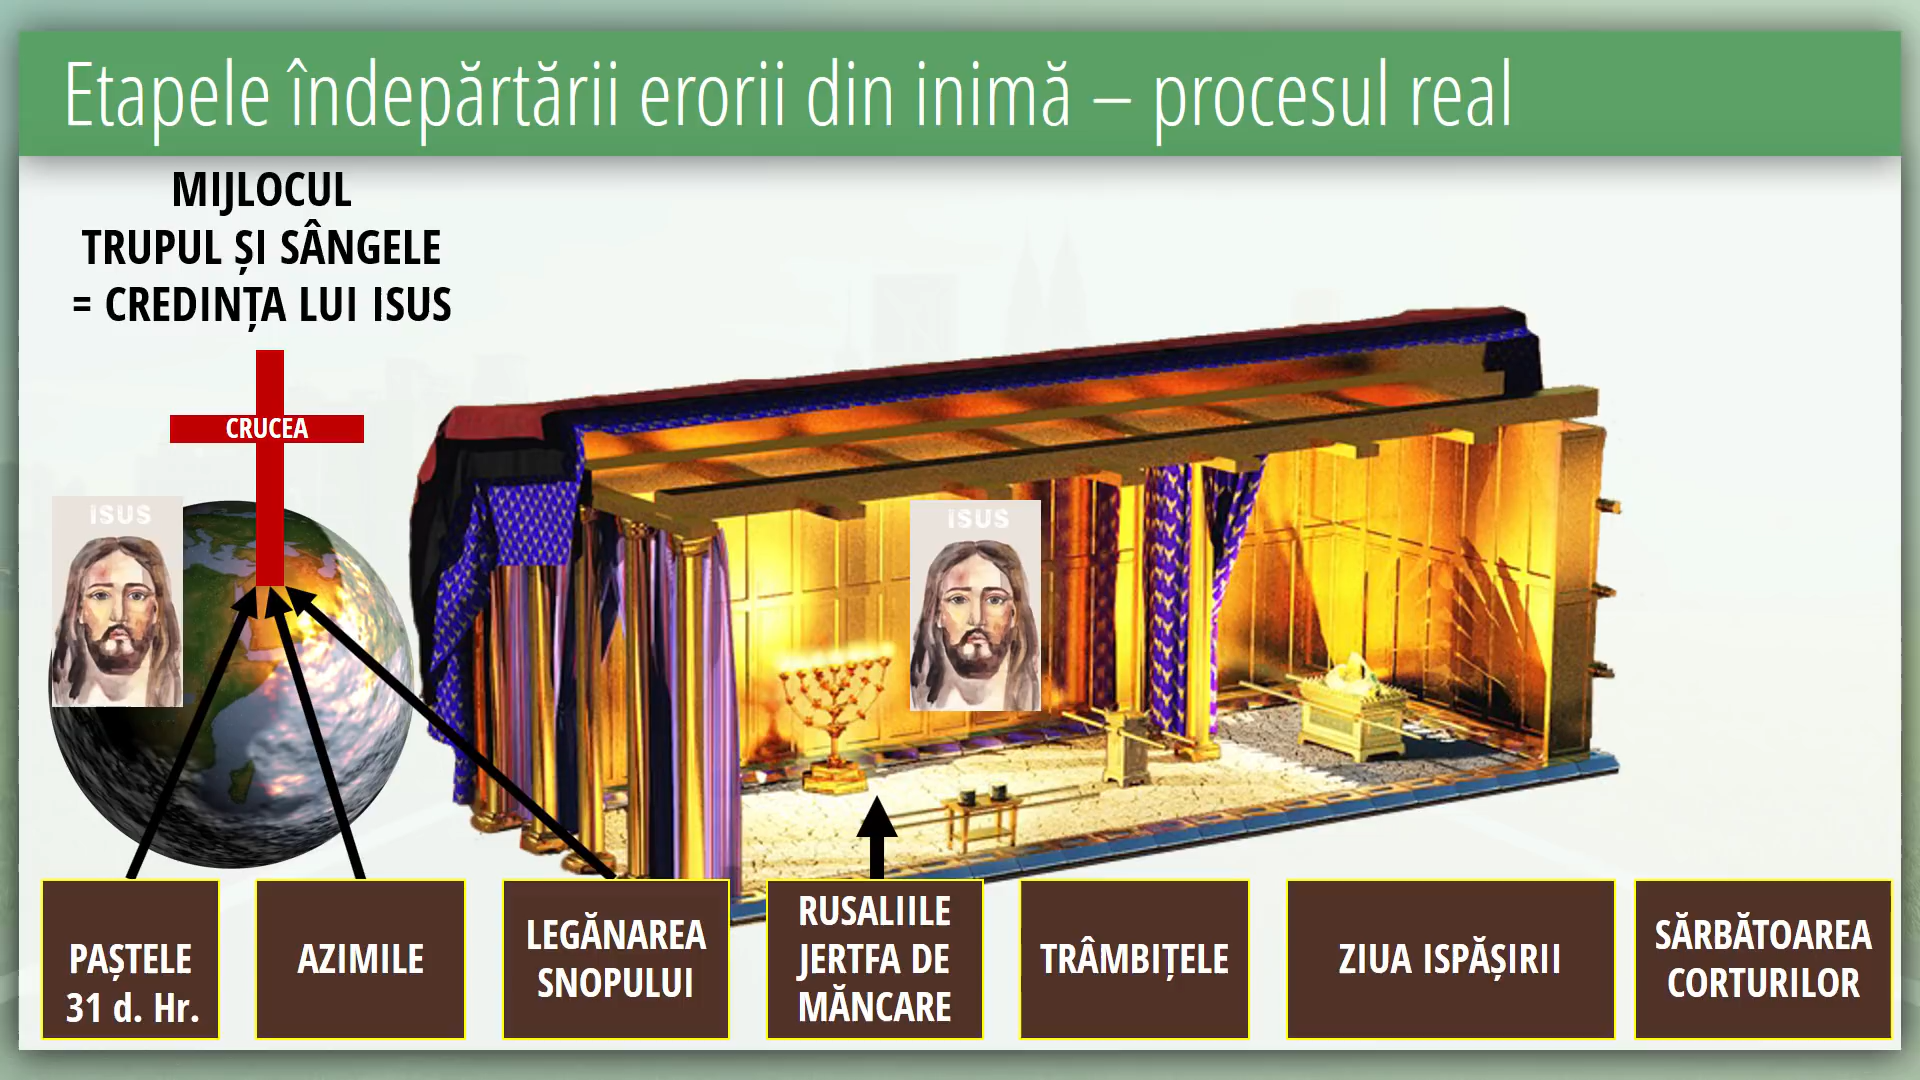 Etapele îndepărtării erorii din inimă – procesul real
MIJLOCUL
TRUPUL ȘI SÂNGELE
= CREDINȚA LUI ISUS
CRUCEA
ISUS
ISUS
PAȘTELE
31 d. Hr.
AZIMILE
LEGĂNAREA
SNOPULUI
RUSALIILE
JERTFA DE
MĂNCARE
TRÂMBIȚELE
ZIUA ISPĂȘIRII
SĂRBĂTOAREA
CORTURILOR